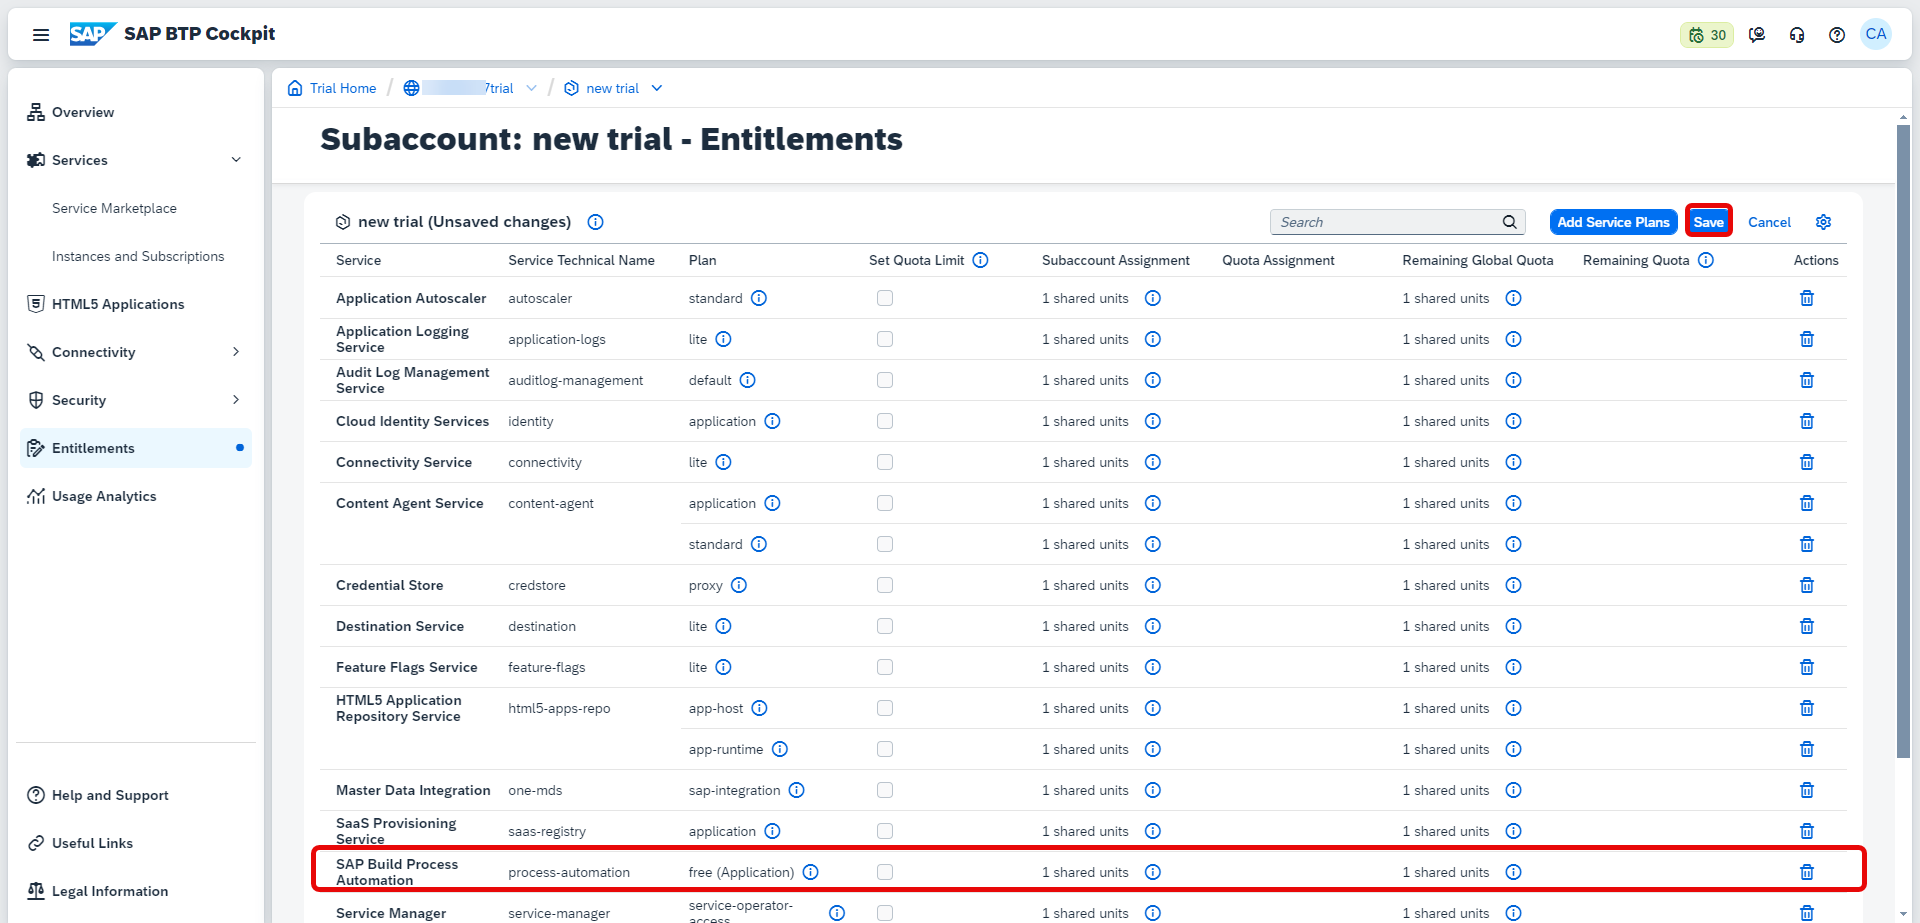 SAP SAP BTP Cockpit
30
CA
Overview
Services
Service Marketplace
Instances and Subscriptions
HTML5 Applications
Connectivity
Security
Entitlements
Usage Analytics
Help and Support
Useful Links
Legal Information
Trial Home / 7trial / new trial
Subaccount: new trial - Entitlements
new trial (Unsaved changes)
Search
Add Service Plans
Save
Cancel
Service Service Technical Name Plan Set Quota Limit Subaccount Assignment Quota Assignment Remaining Global Quota Remaining Quota Actions
Application Autoscaler autoscaler standard 1 shared units 1 shared units
Application Logging
Service application-logs lite 1 shared units 1 shared units
Audit Log Management
Service auditlog-management default 1 shared units 1 shared units
Cloud Identity Services identity application 1 shared units 1 shared units
Connectivity Service connectivity lite 1 shared units 1 shared units
Content Agent Service content-agent application 1 shared units 1 shared units
standard 1 shared units 1 shared units
Credential Store credstore proxy 1 shared units 1 shared units
Destination Service destination lite 1 shared units 1 shared units
Feature Flags Service feature-flags lite 1 shared units 1 shared units
HTML5 Application
Repository Service html5-apps-repo app-host 1 shared units 1 shared units
app-runtime 1 shared units 1 shared units
Master Data Integration one-mds sap-integration 1 shared units 1 shared units
SaaS Provisioning
Service saas-registry application 1 shared units 1 shared units
SAP Build Process
Automation process-automation free (Application) 1 shared units 1 shared units
Service Manager service-manager service-operator-
access 1 shared units 1 shared units